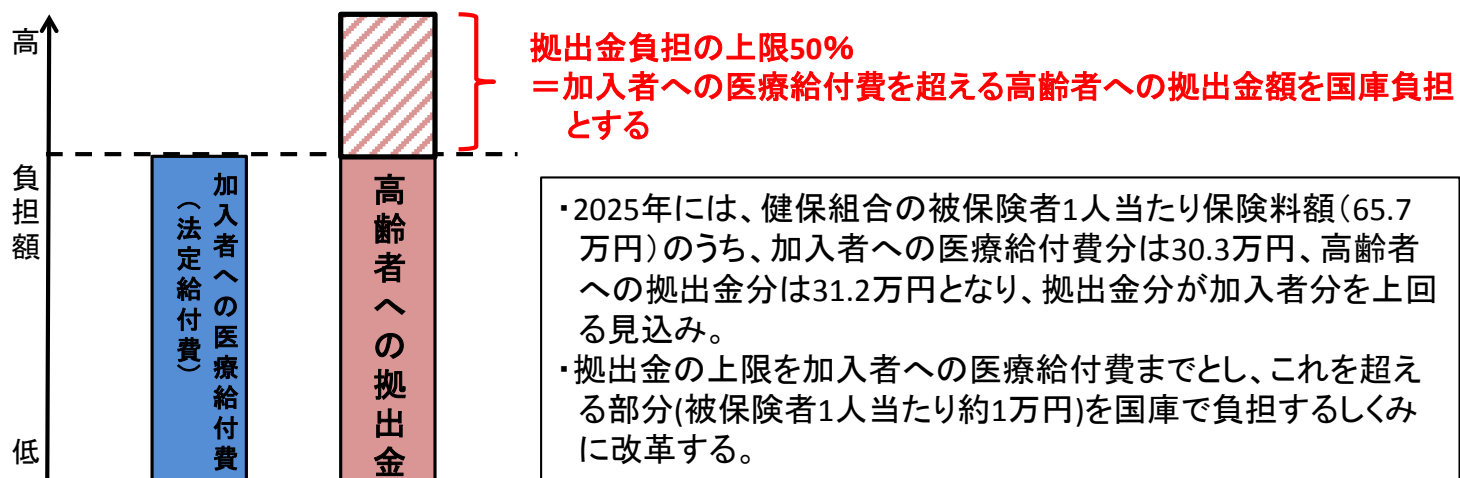 高
負担額
低
加入者への医療給付費
（法定給付費）
高齢者への拠出金
拠出金負担の上限50%
＝加入者への医療給付費を超える高齢者への拠出金額を国庫負担
とする
・2025年には、健保組合の被保険者1人当たり保険料額（65.7
万円）のうち、加入者への医療給付費分は30.3万円、高齢者
への拠出金分は31.2万円となり、拠出金分が加入者分を上回
る見込み。
・拠出金の上限を加入者への医療給付費までとし、これを超え
る部分(被保険者1人当たり約1万円)を国庫で負担するしくみ
に改革する。